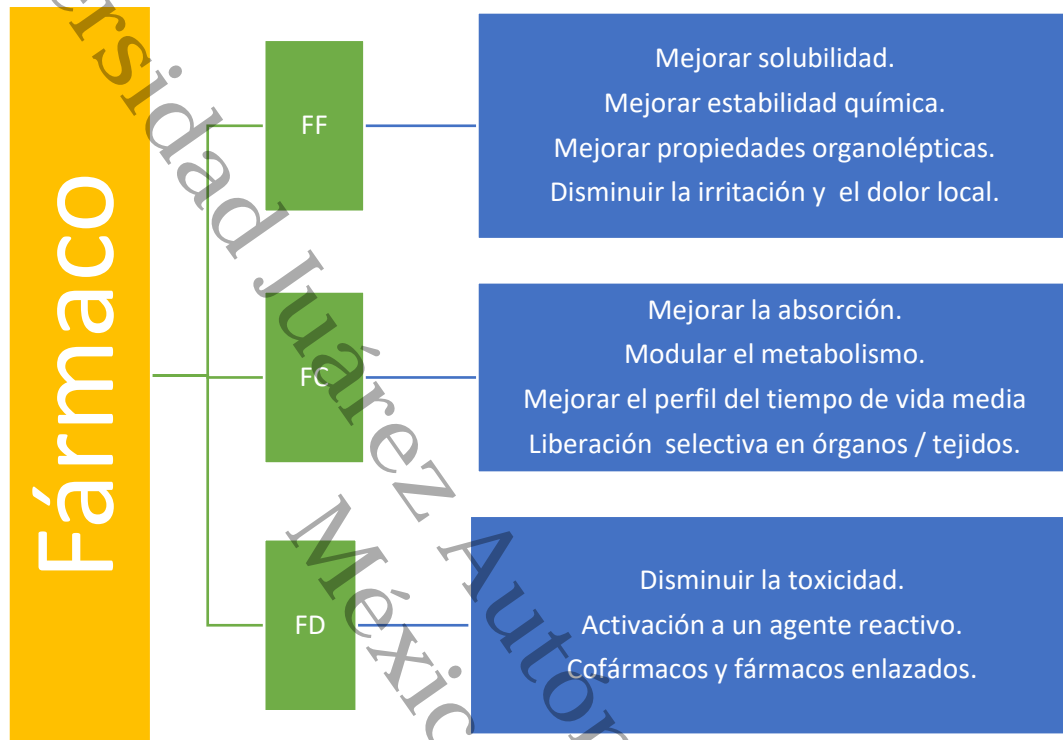 Fármaco
FF
Mejorar solubilidad.
Mejorar estabilidad química.
Mejorar propiedades organolépticas.
Disminuir la irritación y el dolor local.
FC
Mejorar la absorción.
Modular el metabolismo.
Mejorar el perfil del tiempo de vida media
Liberación selectiva en órganos / tejidos.
FD
Disminuir la toxicidad.
Activación a un agente reactivo.
Cofármacos y fármacos enlazados.
ersidad Juárez Autón
Méxic